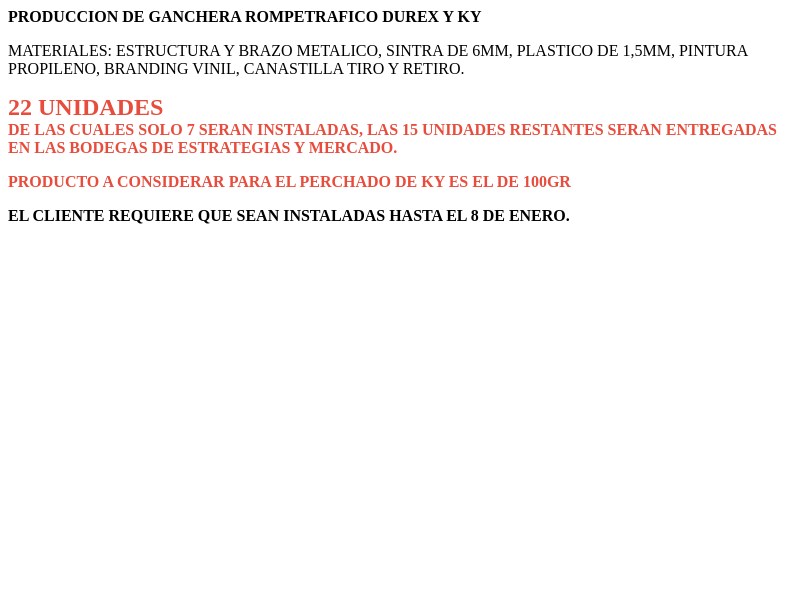 PRODUCCION DE GANCHERA ROMPETRAFICO DUREX Y KY
MATERIALES: ESTRUCTURA Y BRAZO METALICO, SINTRA DE 6MM, PLASTICO DE 1,5MM, PINTURA
PROPILENO, BRANDING VINIL, CANASTILLA TIRO Y RETIRO.
22 UNIDADES
DE LAS CUALES SOLO 7 SERAN INSTALADAS, LAS 15 UNIDADES RESTANTES SERAN ENTREGADAS
EN LAS BODEGAS DE ESTRATEGIAS Y MERCADO.
PRODUCTO A CONSIDERAR PARA EL PERCHADO DE KY ES EL DE 100GR
EL CLIENTE REQUIERE QUE SEAN INSTALADAS HASTA EL 8 DE ENERO.